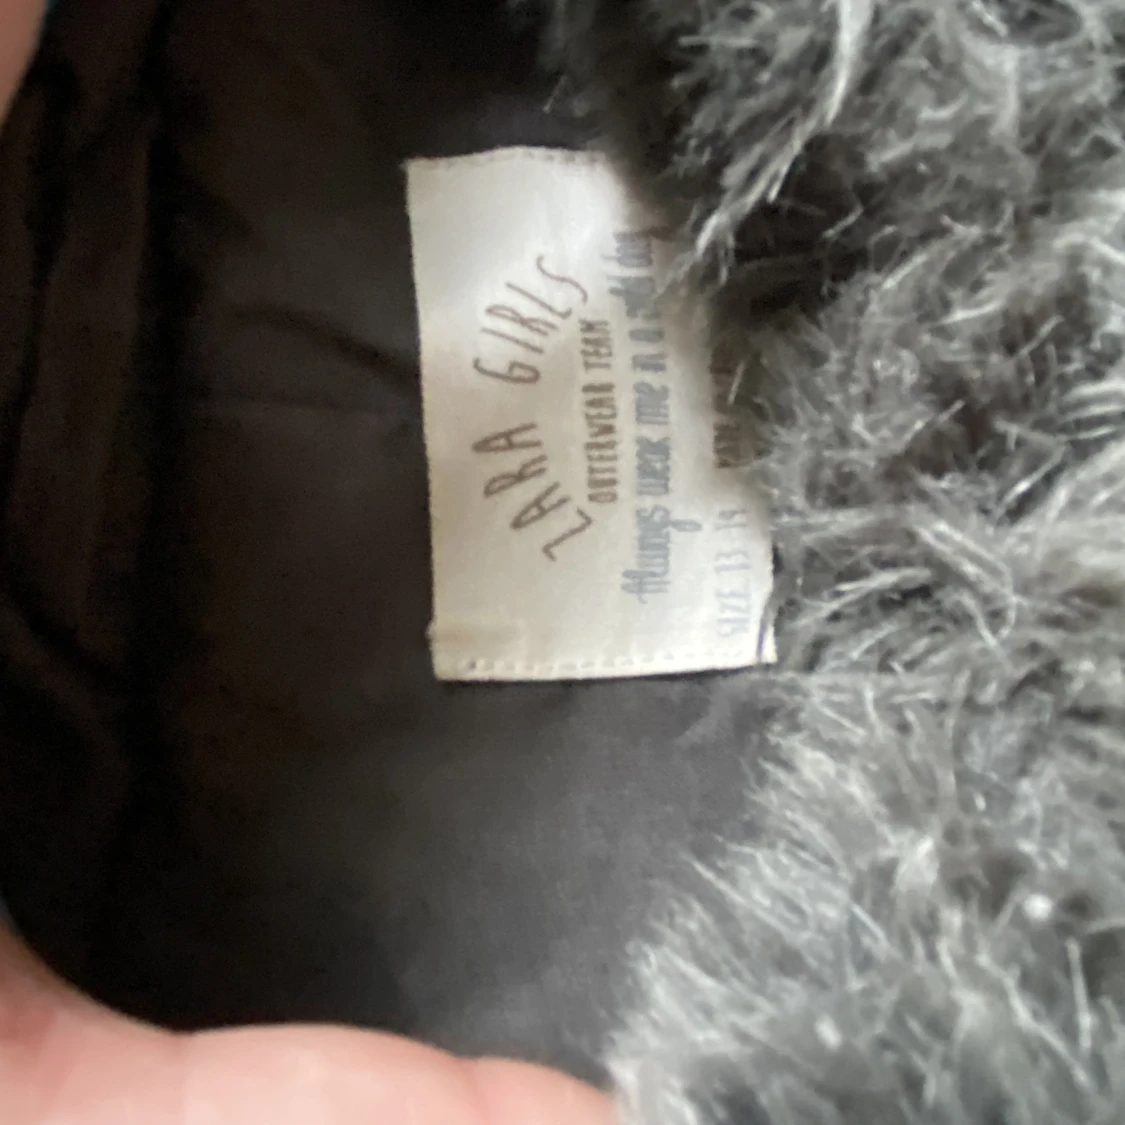 ZARA GIRLS
OUTERWEAR TEAM
Always wear me in a cold day
SIZE 13-14